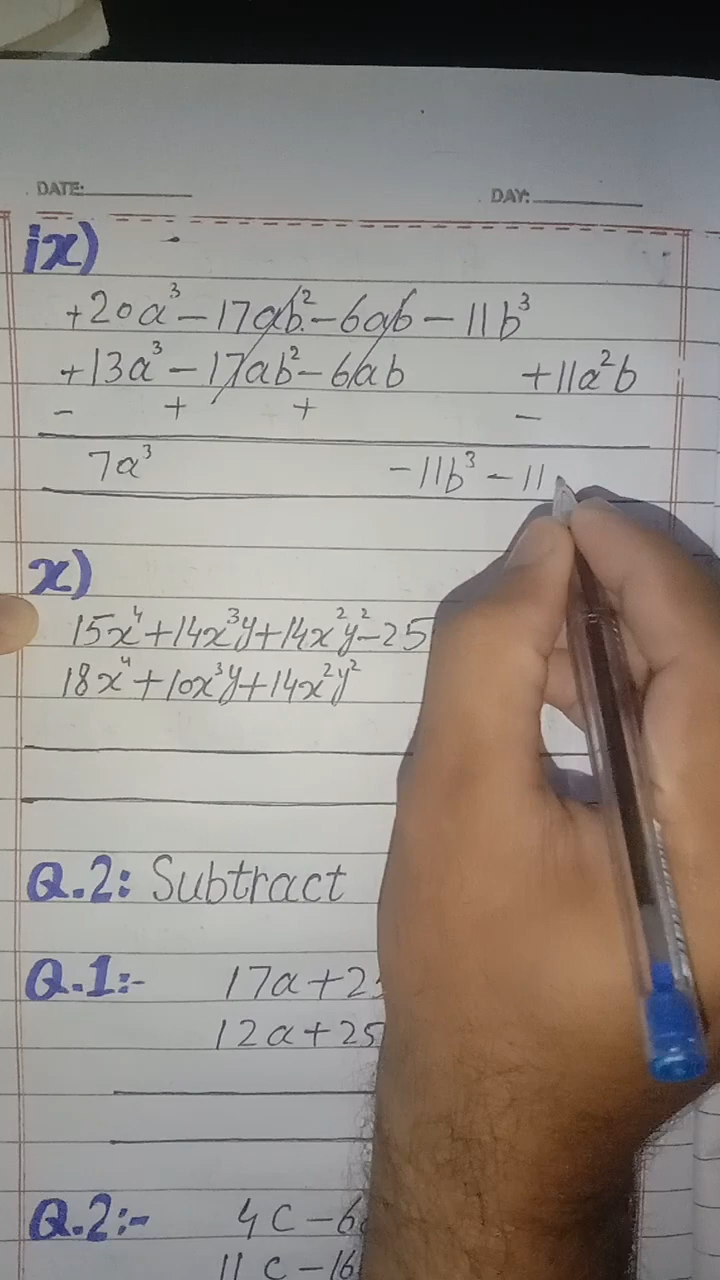 DATE: DAY:
ix)
+20a³ - 17ab² - 6ab - 11b³
+13a³ - 17ab² - 6ab +11a²b
- + + -
7a³ -11b³ - 11
x)
15x⁴+14x³y+14x²y²-25
18x⁴+10x³y+14x²y²
Q.2: Subtract
Q.1:- 17a+2
12a+25
Q.2:- 4c-6
11c-16